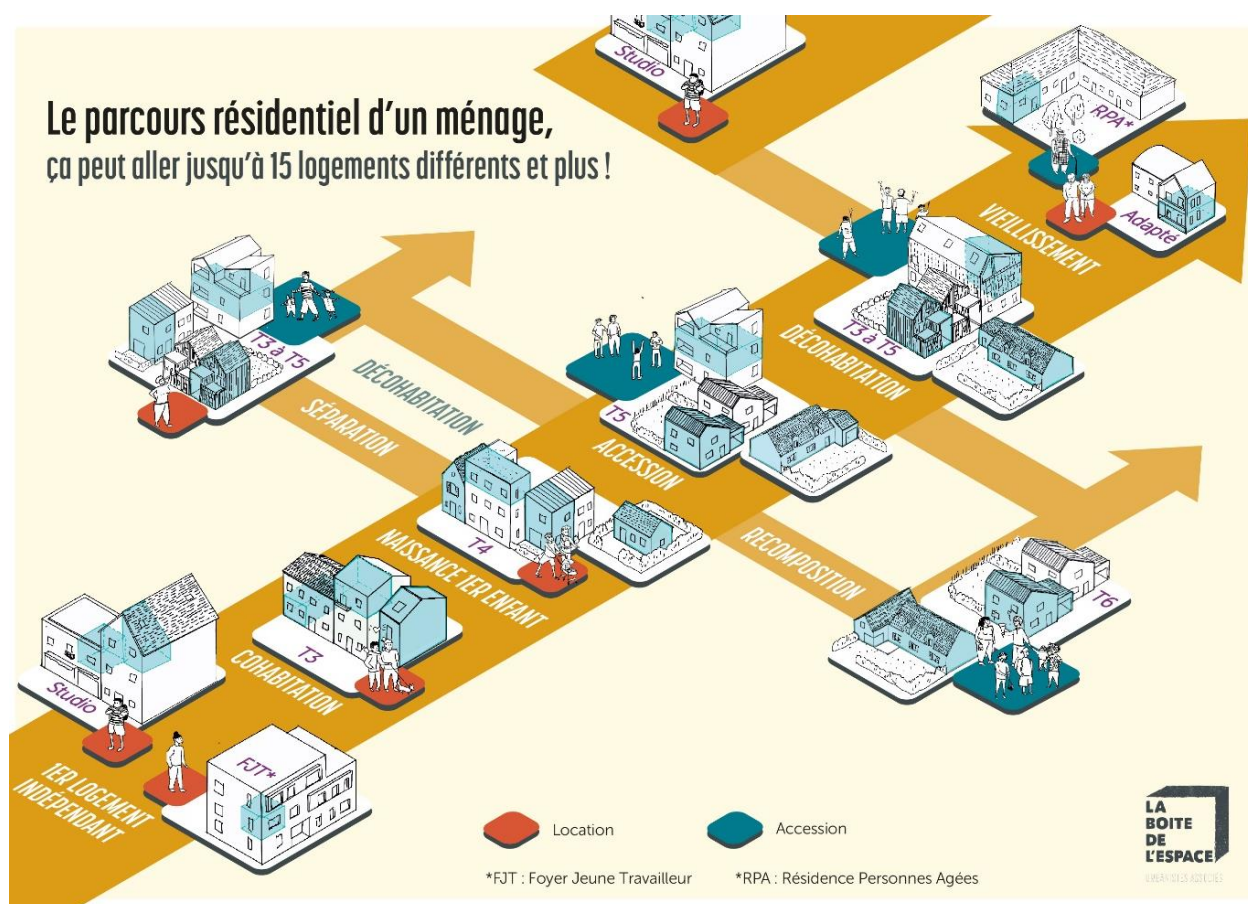 Le parcours résidentiel d'un ménage,
ça peut aller jusqu'à 15 logements différents et plus !
Studio
RPA*
Adapté
VIEILLISSEMENT
T3 à T5
DÉCOHABITATION
T3 à T5
DÉCOHABITATION
SÉPARATION
T5
ACCESSION
T4
NAISSANCE 1ER ENFANT
RECOMPOSITION
T6
T3
COHABITATION
Studio
FJT*
1ER LOGEMENT
INDÉPENDANT
Location
Accession
*FJT : Foyer Jeune Travailleur
*RPA : Résidence Personnes Agées
LA
BOITE
DE
L'ESPACE